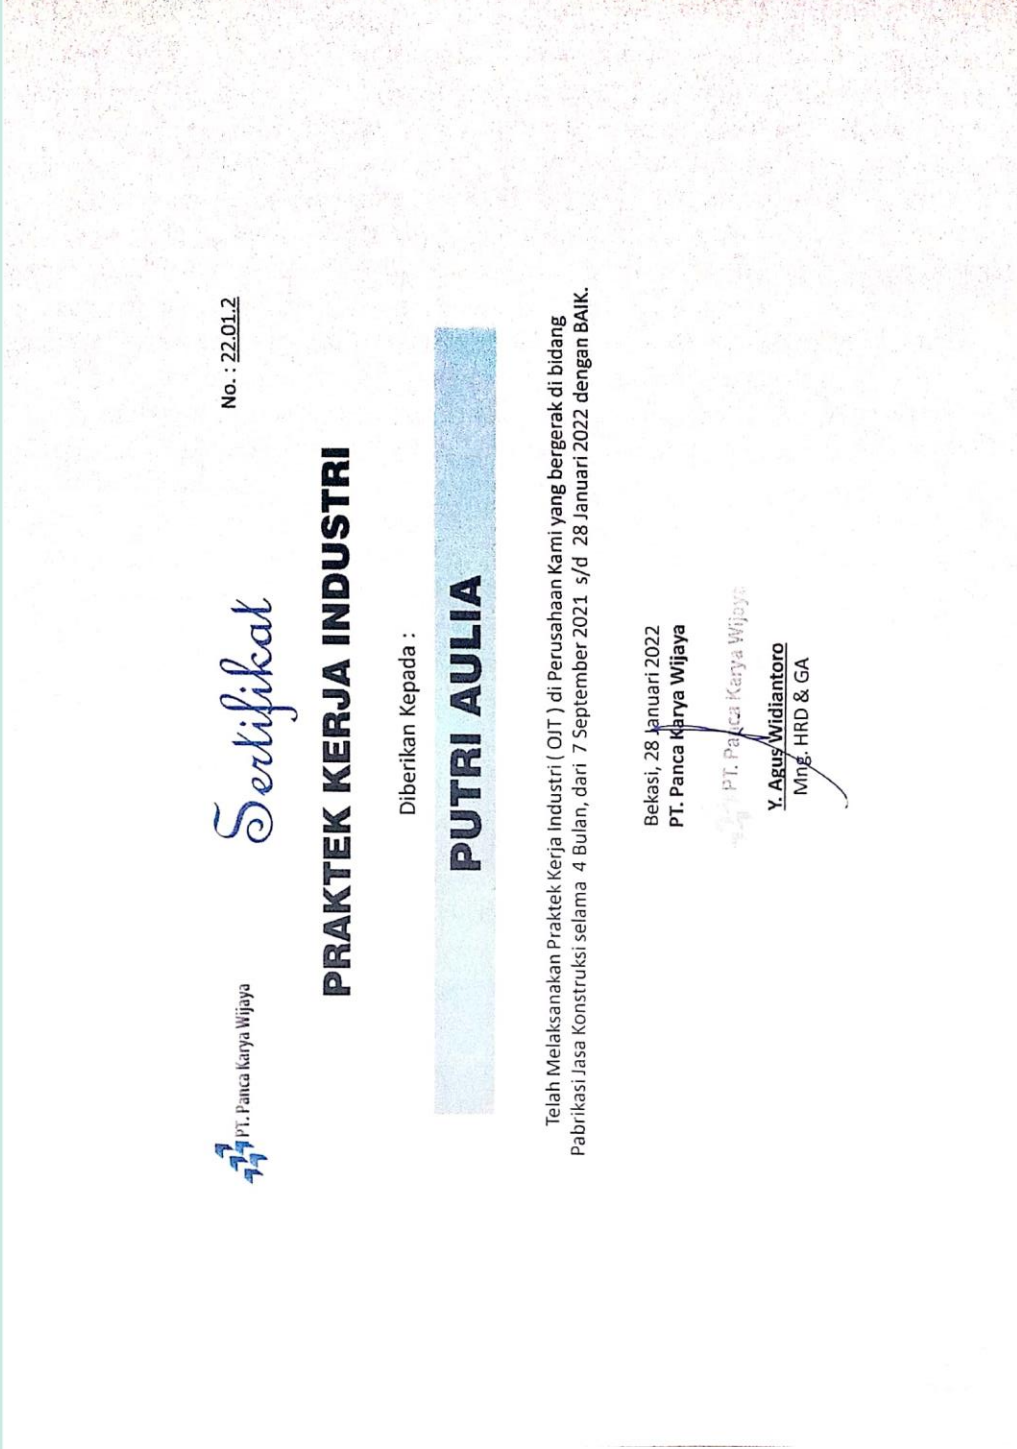 PT. Panca Karya Wijaya
Sertifikat
No. : 22.01.2
PRAKTEK KERJA INDUSTRI
Diberikan Kepada :
PUTRI AULIA
Telah Melaksanakan Praktek Kerja Industri ( OJT ) di Perusahaan Kami yang bergerak di bidang
Pabrikasi Jasa Konstruksi selama 4 Bulan, dari 7 September 2021 s/d 28 Januari 2022 dengan BAIK.
Bekasi, 28 Januari 2022
PT. Panca Karya Wijaya
PT. Panca Karya Wijaya
Y. Agus Widiantoro
Mng. HRD & GA